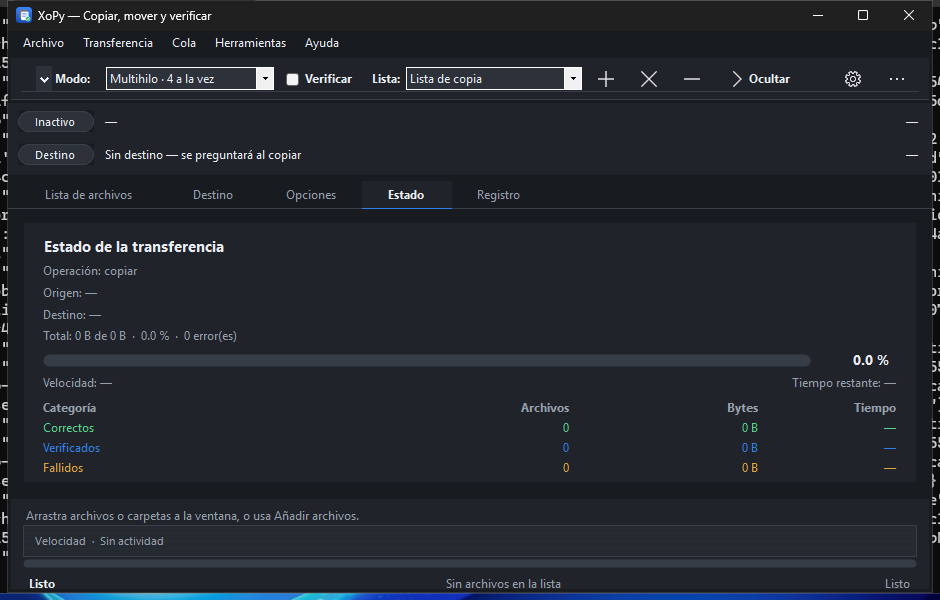 XoPy — Copiar, mover y verificar
Archivo Transferencia Cola Herramientas Ayuda
Modo: Multihilo · 4 a la vez Verificar Lista: Lista de copia Ocultar
Inactivo —
—
Destino Sin destino — se preguntará al copiar —
Lista de archivos Destino Opciones Estado Registro
Estado de la transferencia
Operación: copiar
Origen: —
Destino: —
Total: 0 B de 0 B · 0.0 % · 0 error(es)
0.0 %
Velocidad: — Tiempo restante: —
Categoría Archivos Bytes Tiempo
Correctos 0 0 B —
Verificados 0 0 B —
Fallidos 0 0 B —
Arrastra archivos o carpetas a la ventana, o usa Añadir archivos.
Velocidad · Sin actividad
Listo Sin archivos en la lista Listo